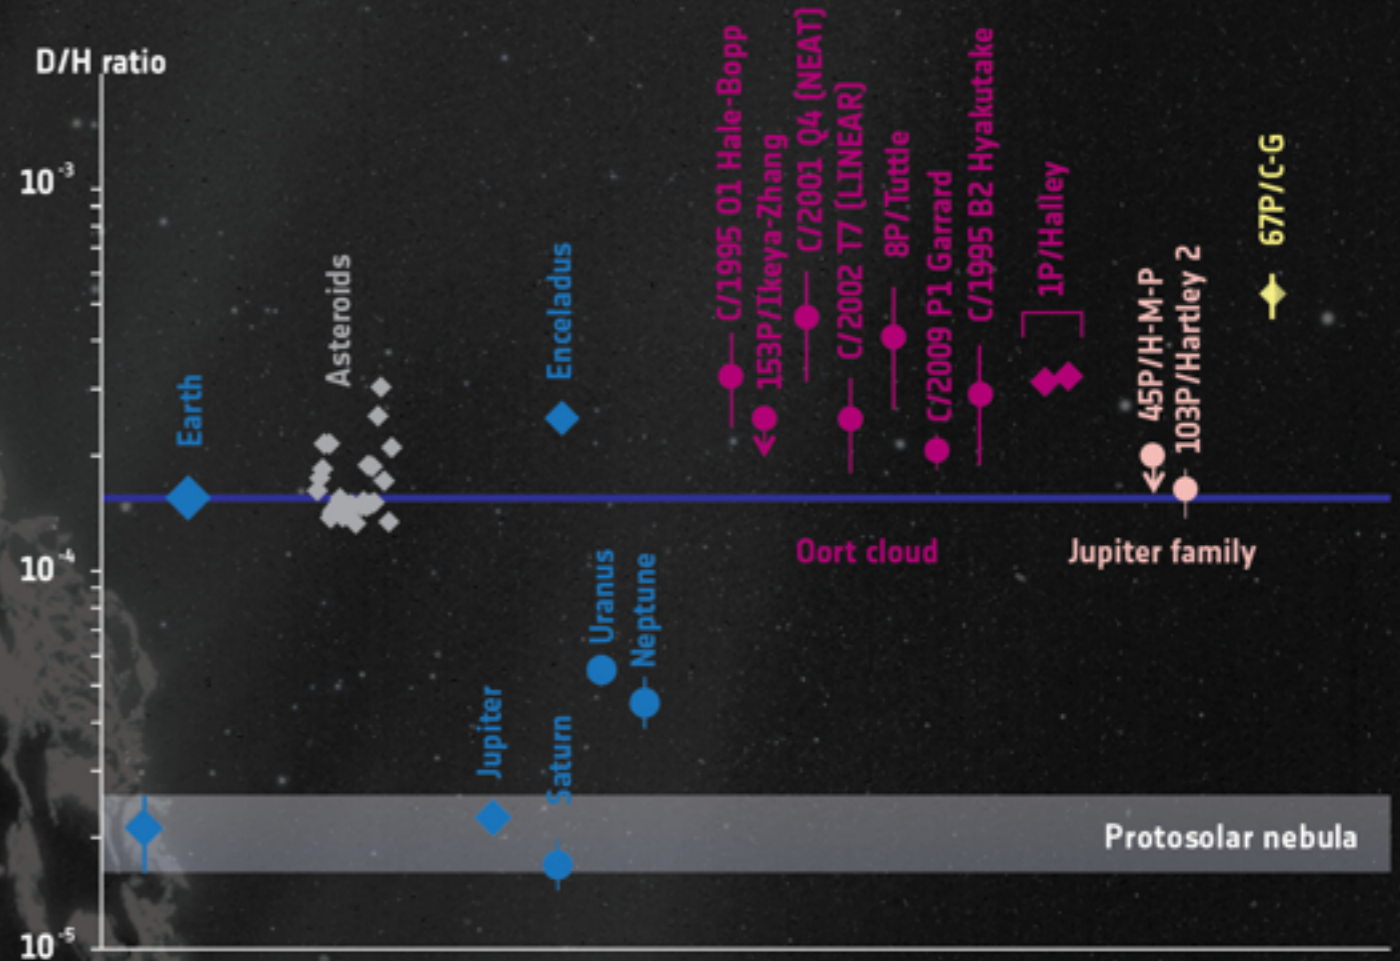 D/H ratio
10-3
10-4
10-5
Earth
Asteroids
Enceladus
Jupiter
Saturn
Uranus
Neptune
C/1995 O1 Hale-Bopp
153P/Ikeya-Zhang
C/2001 Q4 (NEAT)
C/2002 T7 (LINEAR)
8P/Tuttle
C/2009 P1 Garrard
C/1995 B2 Hyakutake
1P/Halley
45P/H-M-P
103P/Hartley 2
67P/C-G
Oort cloud
Jupiter family
Protosolar nebula